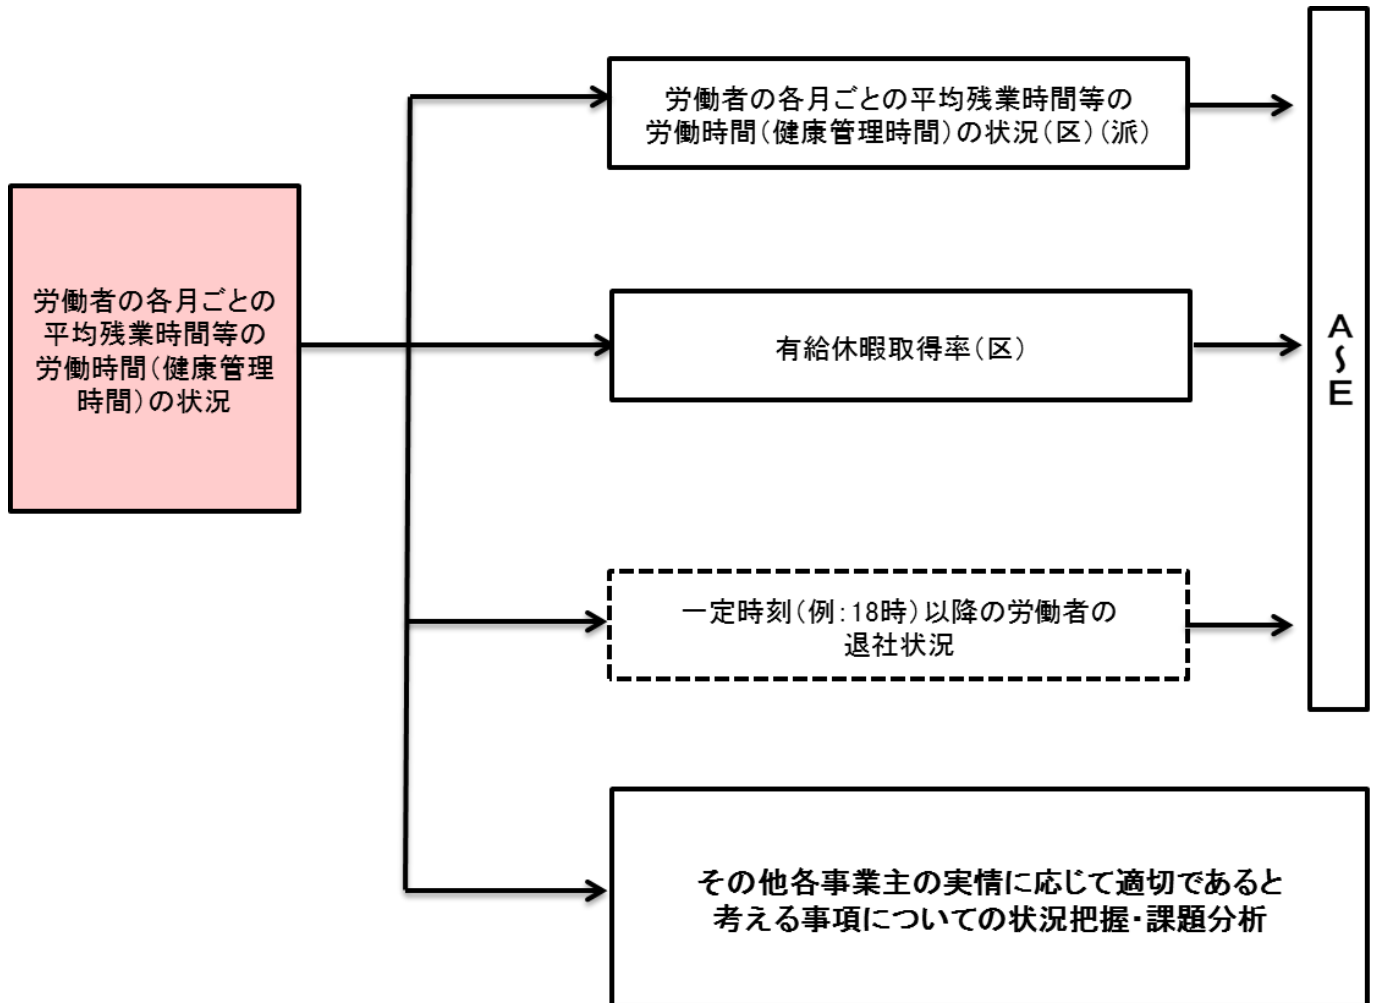 労働者の各月ごとの
平均残業時間等の
労働時間(健康管理
時間)の状況
労働者の各月ごとの平均残業時間等の
労働時間(健康管理時間)の状況(区)(派)
有給休暇取得率(区)
一定時刻(例:18時)以降の労働者の
退社状況
その他各事業主の実情に応じて適切であると
考える事項についての状況把握・課題分析
A～E